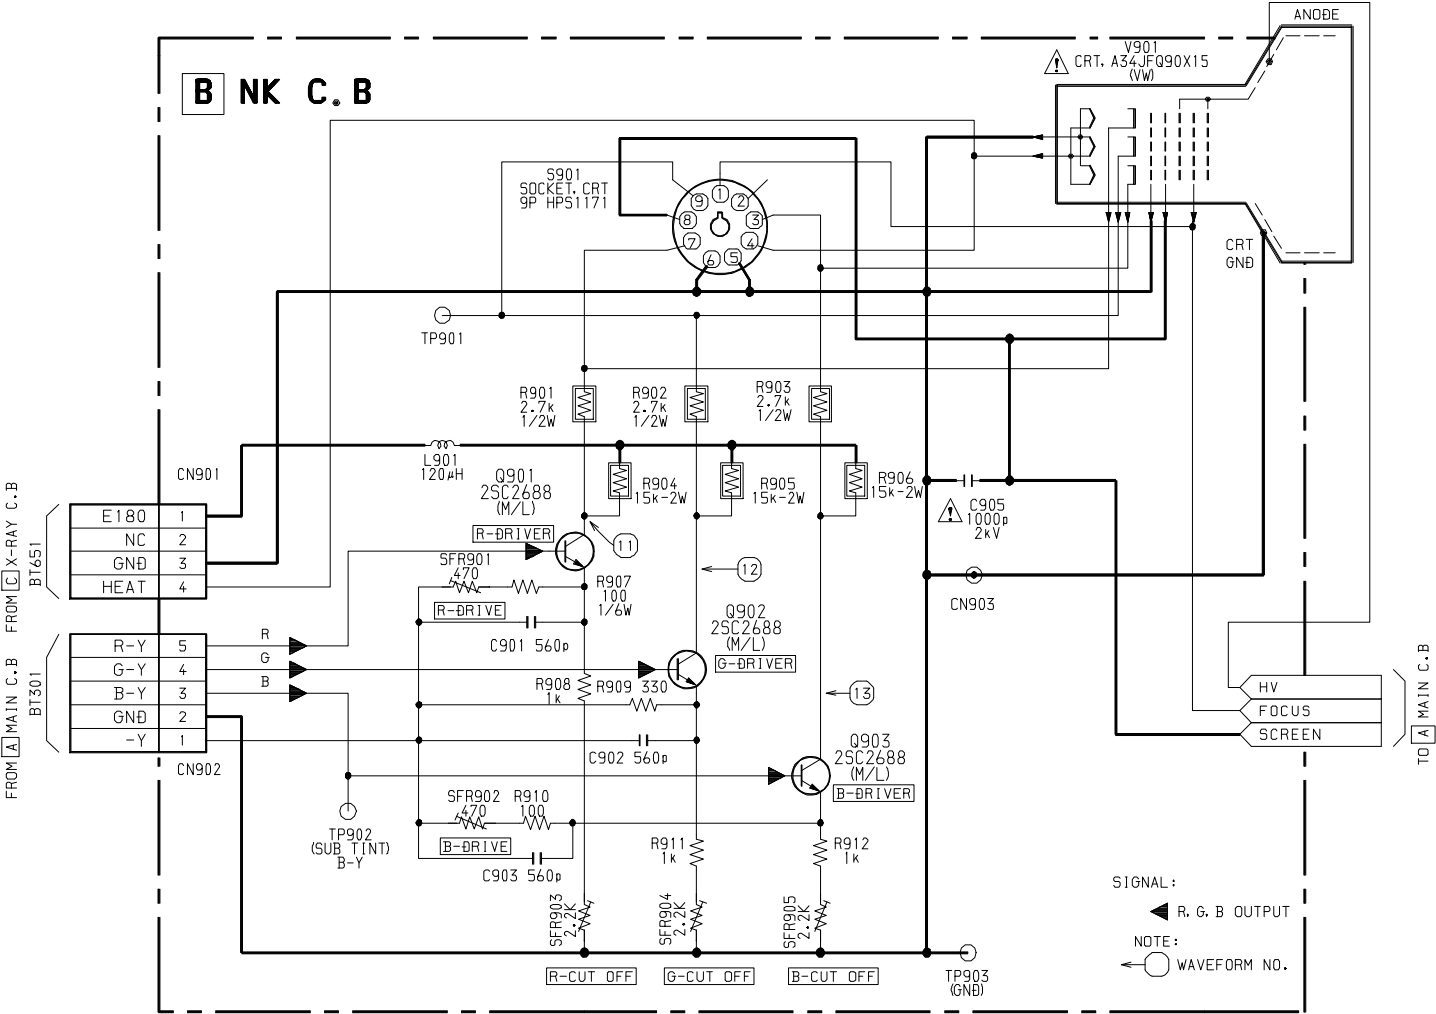 ANODE
V901
CRT, A34JFQ90X15
(VW)
B NK C.B
S901
SOCKET, CRT
9P HPS1171
1
2
3
4
5
6
7
8
9
CRT
GND
TP901
R901
2.7k
1/2W
R902
2.7k
1/2W
R903
2.7k
1/2W
L901
120µH
CN901
Q901
2SC2688
(M/L)
R-DRIVER
R904
15k-2W
R905
15k-2W
R906
15k-2W
C905
1000p
2kV
FROM C X-RAY C.B
BT651
E180 1
NC 2
GND 3
HEAT 4
11
SFR901
470
R-DRIVE
R907
100
1/6W
12
CN903
C901 560p
Q902
2SC2688
(M/L)
G-DRIVER
FROM A MAIN C.B
BT301
R-Y 5
G-Y 4
B-Y 3
GND 2
-Y 1
CN902
R
G
B
R908
1k
R909 330
13
C902 560p
Q903
2SC2688
(M/L)
B-DRIVER
HV
FOCUS
SCREEN
TO A MAIN C.B
TP902
(SUB TINT)
B-Y
SFR902
470
R910
100
B-DRIVE
C903 560p
R911
1k
R912
1k
SFR903
2.2K
SFR904
2.2K
SFR905
2.2K
R-CUT OFF
G-CUT OFF
B-CUT OFF
TP903
(GND)
SIGNAL:
R.G.B OUTPUT
NOTE:
WAVEFORM NO.